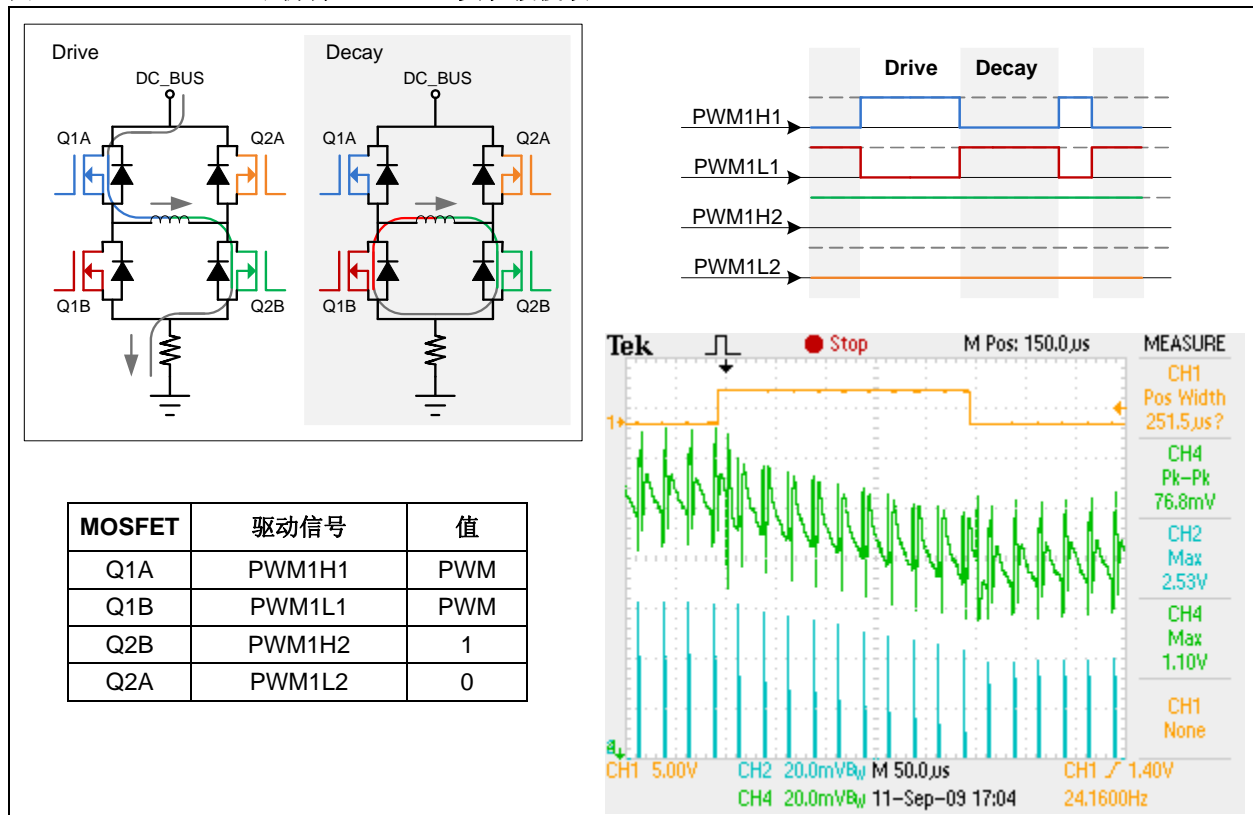 Drive
Decay
DC_BUS
DC_BUS
Q1A
Q2A
Q1A
Q2A
Q1B
Q2B
Q1B
Q2B
Drive Decay
PWM1H1
PWM1L1
PWM1H2
PWM1L2
MOSFET 驱动信号 值
Q1A PWM1H1 PWM
Q1B PWM1L1 PWM
Q2B PWM1H2 1
Q2A PWM1L2 0
Tek Stop M Pos: 150.0µs MEASURE
CH1
Pos Width
251.5µs?
CH4
Pk-Pk
76.8mV
CH2
Max
2.53V
CH4
Max
1.10V
CH1
None
1
CH1 5.00V CH2 20.0mVBW M 50.0µs CH1 1.40V
CH4 20.0mVBW 11-Sep-09 17:04 24.1600Hz